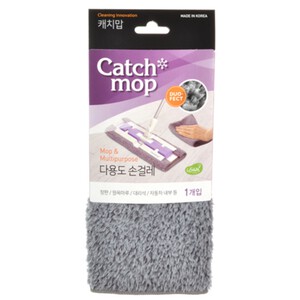 Cleaning Innovation
MADE IN KOREA
캐치맙
Catch*
mop
DUO
FECT
Mop &
Multipurpose
다용도 손걸레
1개입